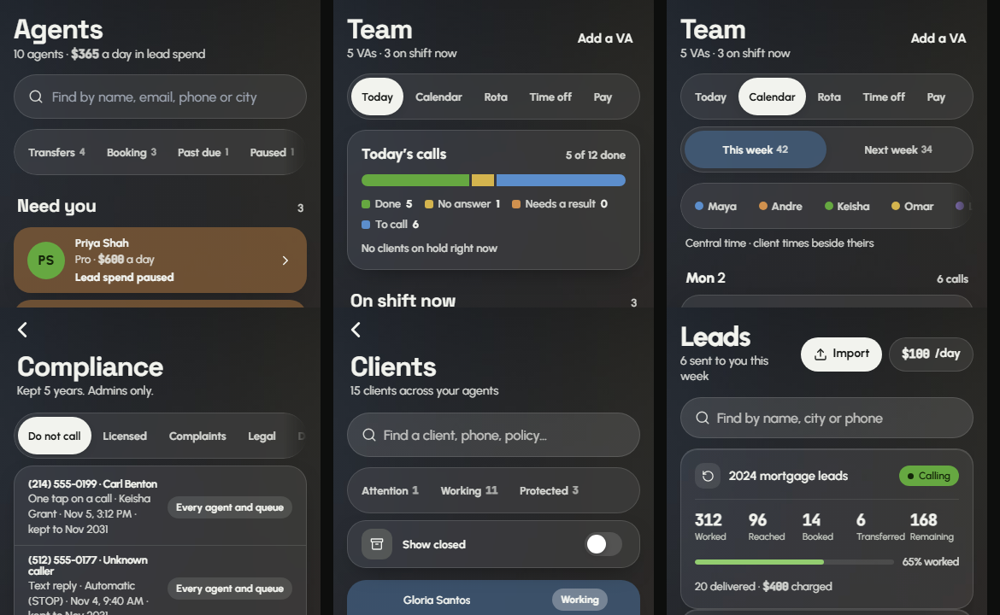 Agents
10 agents · $365 a day in lead spend
Find by name, email, phone or city
Transfers 4 Booking 3 Past due 1 Paused 1
Need you 3
PS
Priya Shah
Pro · $600 a day
Lead spend paused
Team
5 VAs · 3 on shift now
Add a VA
Today Calendar Rota Time off Pay
Today's calls 5 of 12 done
Done 5 No answer 1 Needs a result 0
To call 6
No clients on hold right now
On shift now 3
Team
5 VAs · 3 on shift now
Add a VA
Today Calendar Rota Time off Pay
This week 42 Next week 34
Maya Andre Keisha Omar
Central time · client times beside theirs
Mon 2 6 calls
Compliance
Kept 5 years. Admins only.
Do not call Licensed Complaints Legal
(214) 555-0199 · Carl Benton
One tap on a call · Keisha
Grant · Nov 5, 3:12 PM ·
kept to Nov 2031
Every agent and queue
(512) 555-0177 · Unknown
caller
Text reply · Automatic
(STOP) · Nov 4, 9:40 AM ·
kept to Nov 2031
Every agent and queue
Clients
15 clients across your agents
Find a client, phone, policy...
Attention 1 Working 11 Protected 3
Show closed
Gloria Santos Working
Leads
6 sent to you this
week
Import
$100 /day
Find by name, city or phone
2024 mortgage leads Calling
312 96 14 6 168
Worked Reached Booked Transferred Remaining
65% worked
20 delivered · $400 charged